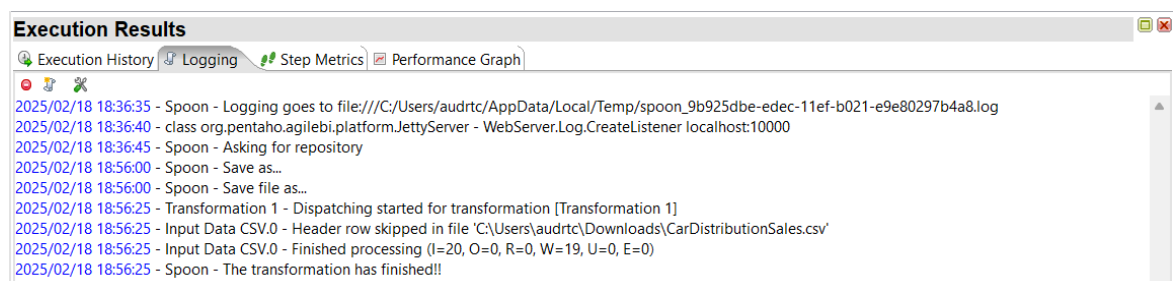 Execution Results
Execution History Logging Step Metrics Performance Graph
2025/02/18 18:36:35 - Spoon - Logging goes to file:///C:/Users/audrtc/AppData/Local/Temp/spoon_9b925dbe-edec-11ef-b021-e9e80297b4a8.log
2025/02/18 18:36:40 - class org.pentaho.agilebi.platform.JettyServer - WebServer.Log.CreateListener localhost:10000
2025/02/18 18:36:45 - Spoon - Asking for repository
2025/02/18 18:56:00 - Spoon - Save as...
2025/02/18 18:56:00 - Spoon - Save file as...
2025/02/18 18:56:25 - Transformation 1 - Dispatching started for transformation [Transformation 1]
2025/02/18 18:56:25 - Input Data CSV.0 - Header row skipped in file 'C:\Users\audrtc\Downloads\CarDistributionSales.csv'
2025/02/18 18:56:25 - Input Data CSV.0 - Finished processing (I=20, O=0, R=0, W=19, U=0, E=0)
2025/02/18 18:56:25 - Spoon - The transformation has finished!!